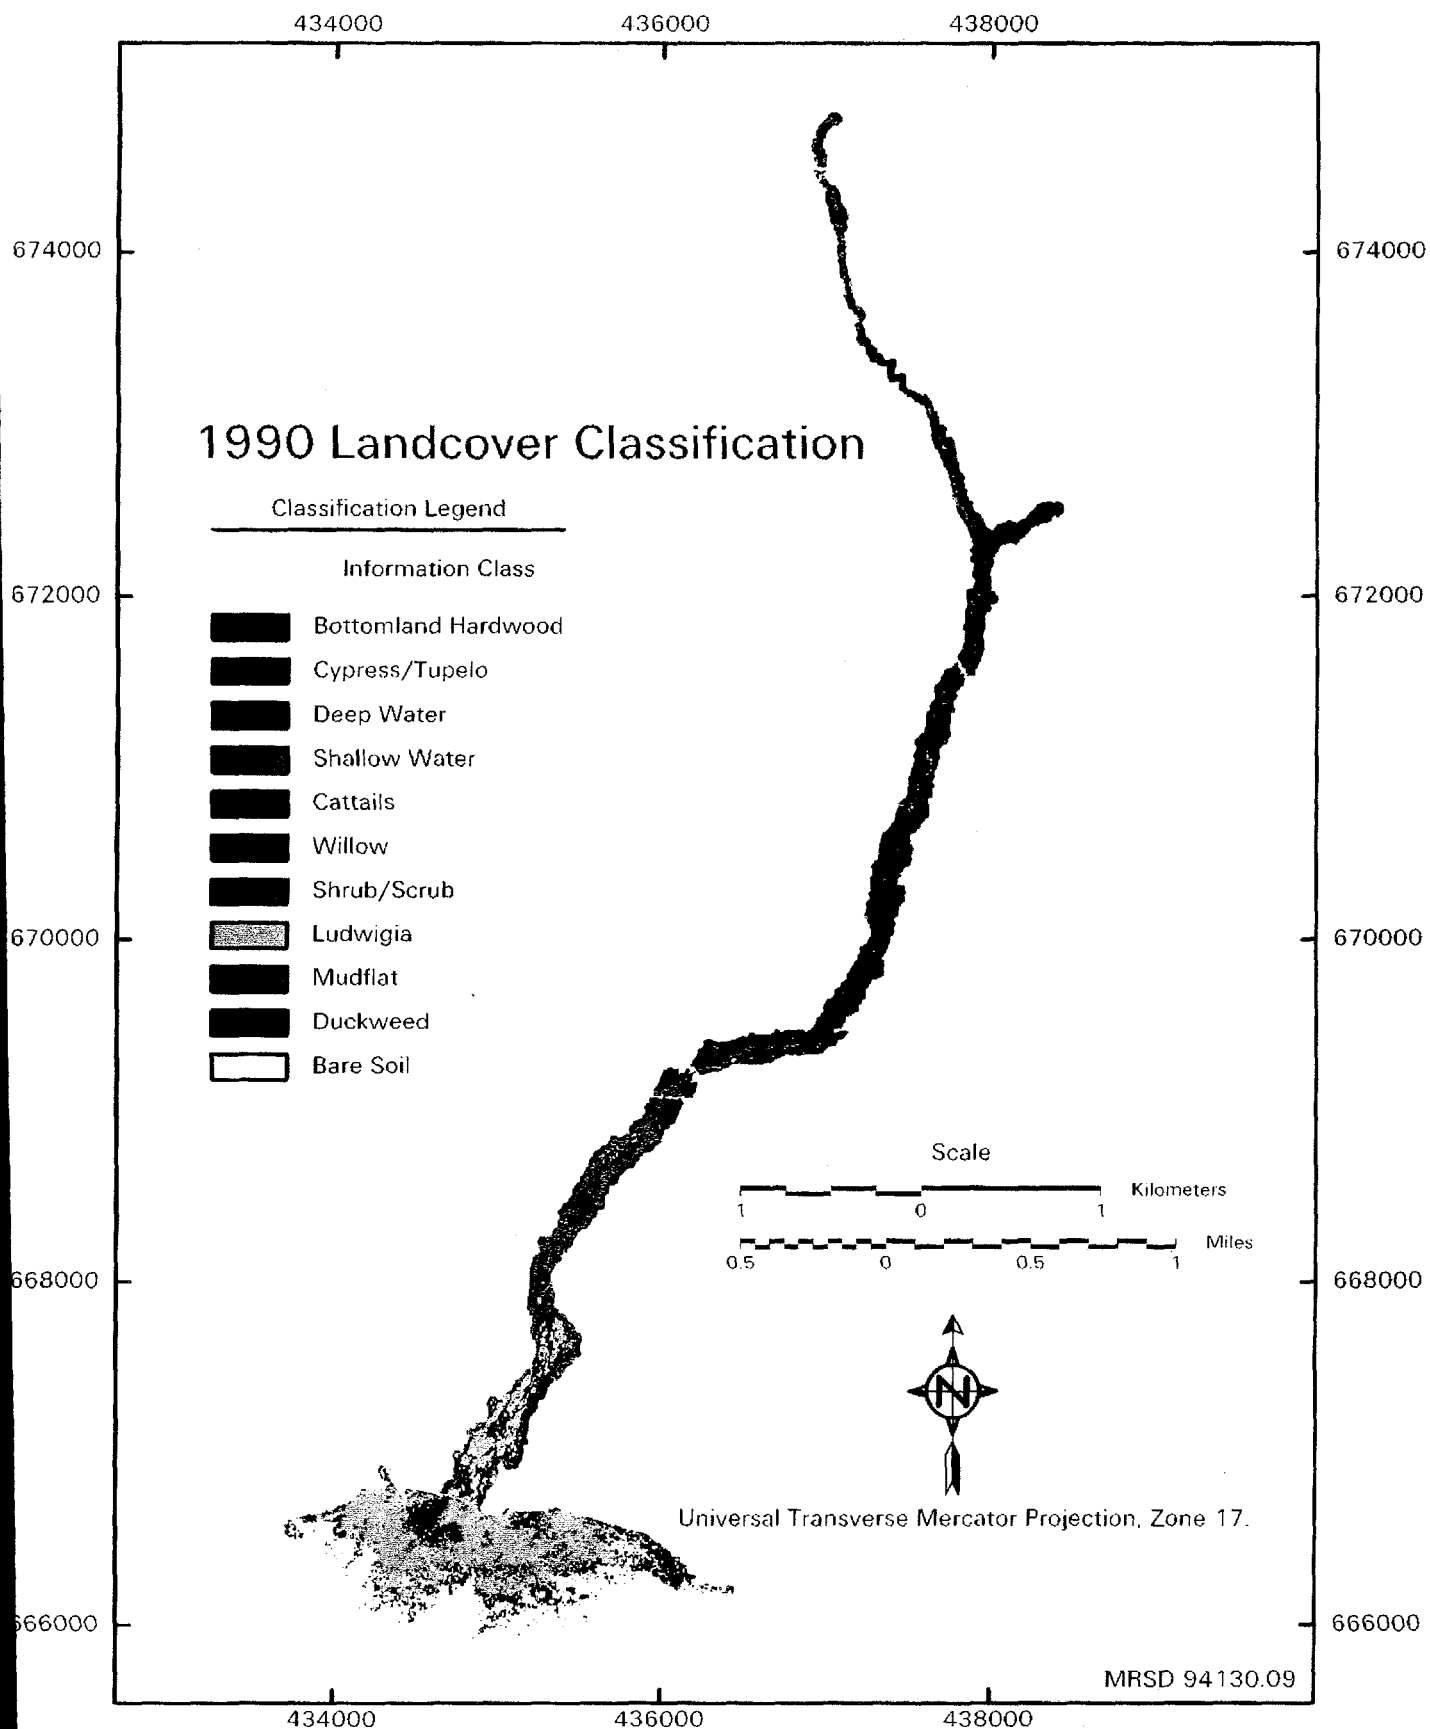 434000 436000 438000
674000 674000
1990 Landcover Classification
Classification Legend
Information Class
672000 672000
Bottomland Hardwood
Cypress/Tupelo
Deep Water
Shallow Water
Cattails
Willow
Shrub/Scrub
670000 Ludwigia 670000
Mudflat
Duckweed
Bare Soil
Scale
Kilometers
1 0 1
Miles
0.5 0 0.5 1
668000 668000
N
Universal Transverse Mercator Projection, Zone 17.
666000 666000
MRSD 94130.09
434000 436000 438000